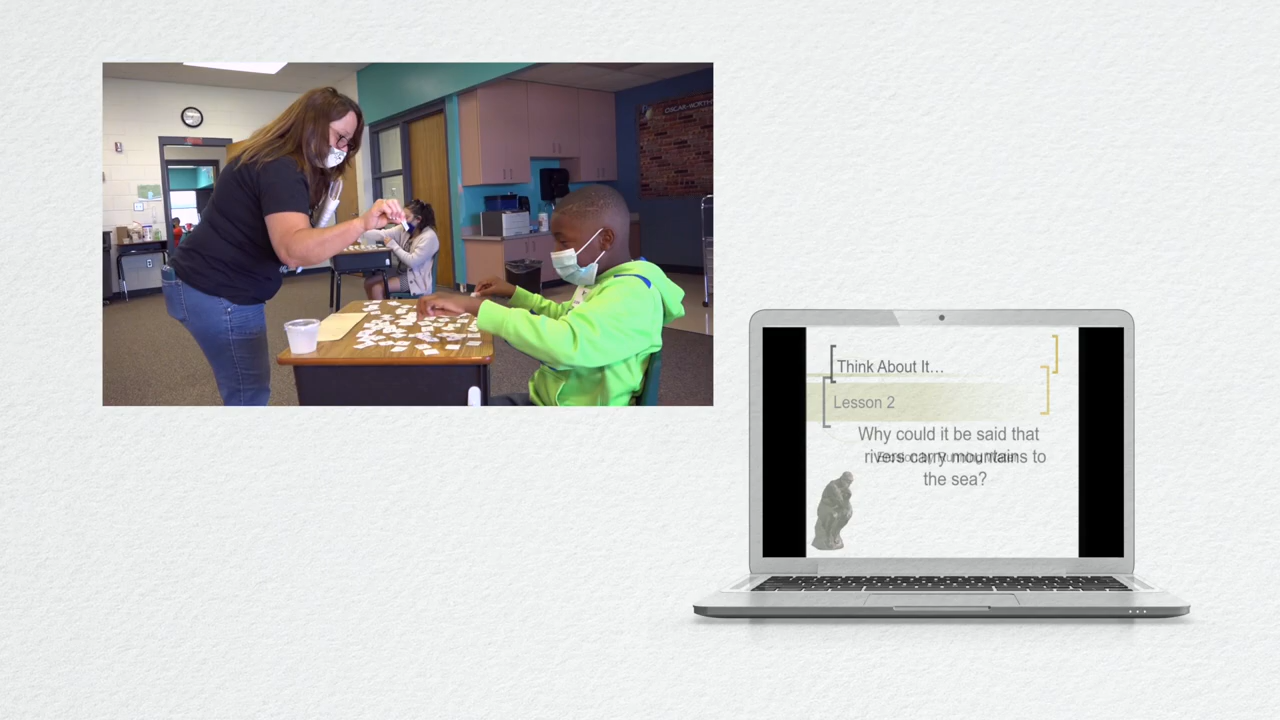 Think About It…
Lesson 2
Why could it be said that
rivers carry mountains to
the sea?